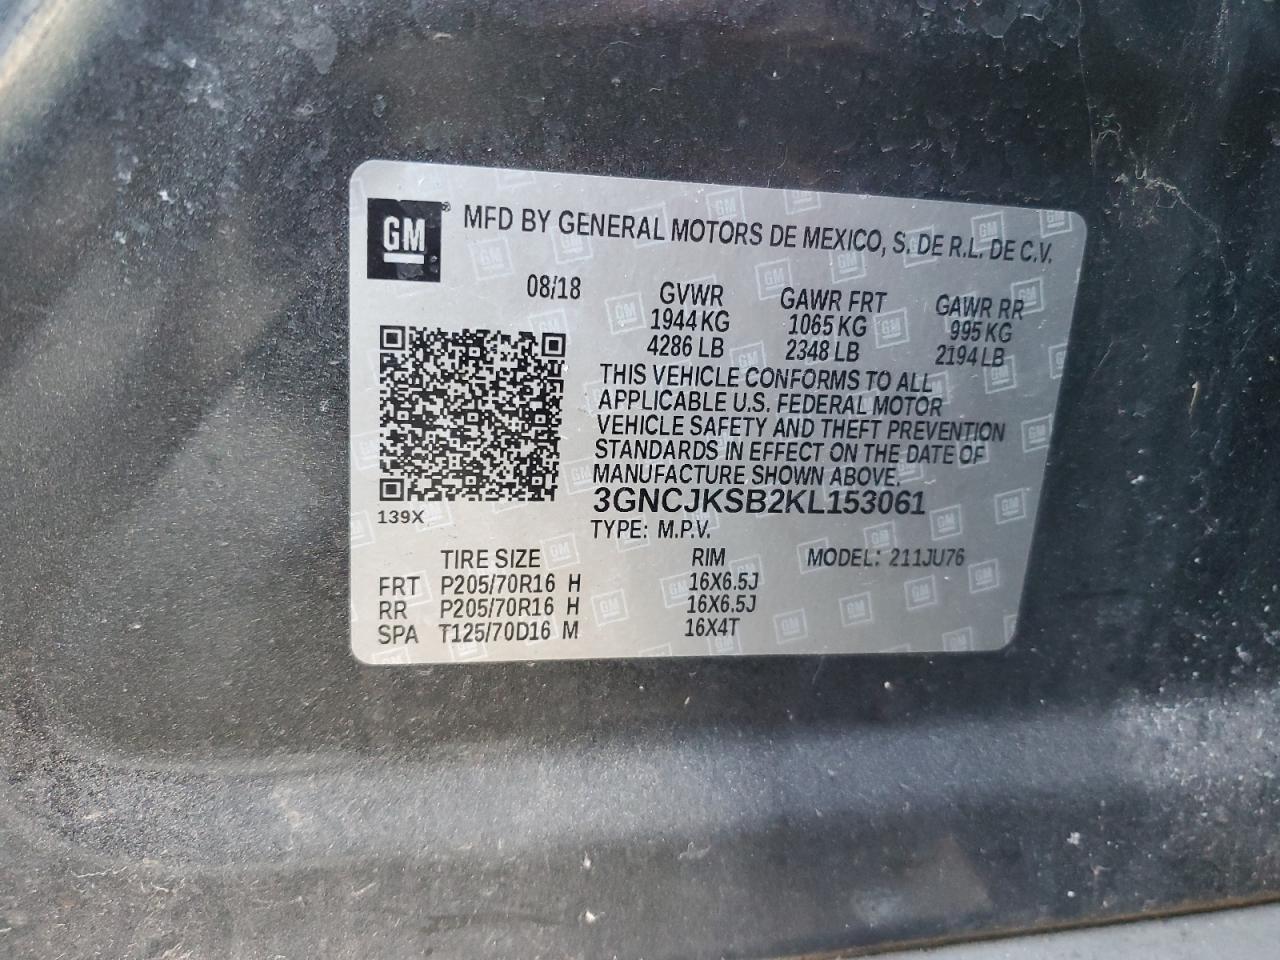 GM ® MFD BY GENERAL MOTORS DE MEXICO, S. DE R.L. DE C.V.
08/18 GVWR GAWR FRT GAWR RR
1944 KG 1065 KG 995 KG
4286 LB 2348 LB 2194 LB
THIS VEHICLE CONFORMS TO ALL
APPLICABLE U.S. FEDERAL MOTOR
VEHICLE SAFETY AND THEFT PREVENTION
STANDARDS IN EFFECT ON THE DATE OF
MANUFACTURE SHOWN ABOVE.
3GNCJKSB2KL153061
139X TYPE: M.P.V.
TIRE SIZE RIM MODEL: 211JU76
FRT P205/70R16 H 16X6.5J
RR P205/70R16 H 16X6.5J
SPA T125/70D16 M 16X4T